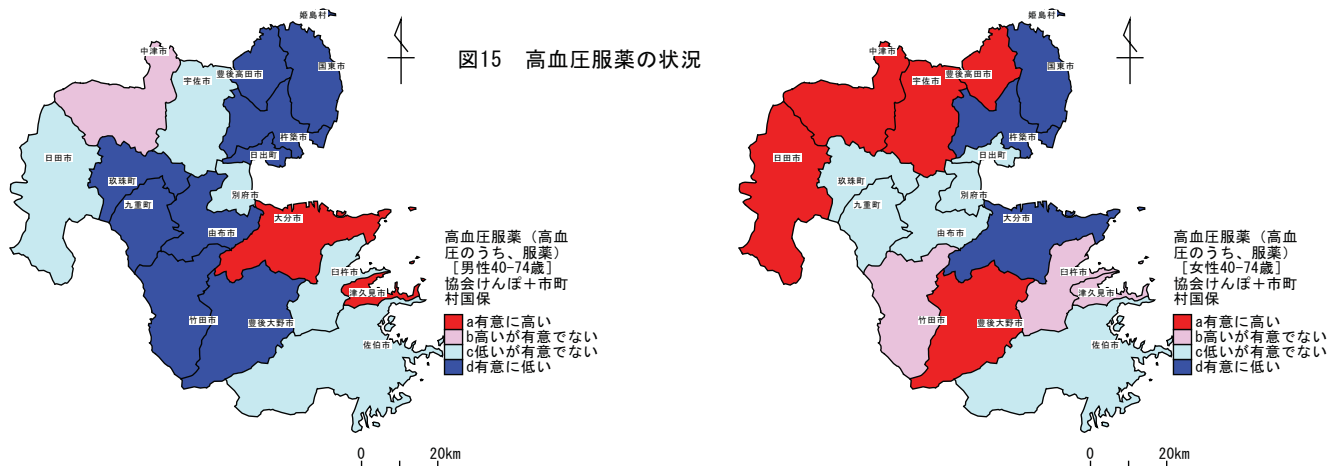 図15　高血圧服薬の状況
姫島村
中津市
豊後高田市
国東市
宇佐市
杵築市
日出町
日田市
玖珠町
別府市
九重町
大分市
由布市
臼杵市
津久見市
竹田市
豊後大野市
佐伯市
高血圧服薬（高血
圧のうち、服薬）
［男性40-74歳］
協会けんぽ＋市町
村国保
a有意に高い
b高いが有意でない
c低いが有意でない
d有意に低い
0 20km
姫島村
中津市
豊後高田市
国東市
宇佐市
杵築市
日出町
日田市
玖珠町
別府市
九重町
大分市
由布市
臼杵市
津久見市
竹田市
豊後大野市
佐伯市
高血圧服薬（高血
圧のうち、服薬）
［女性40-74歳］
協会けんぽ＋市町
村国保
a有意に高い
b高いが有意でない
c低いが有意でない
d有意に低い
0 20km